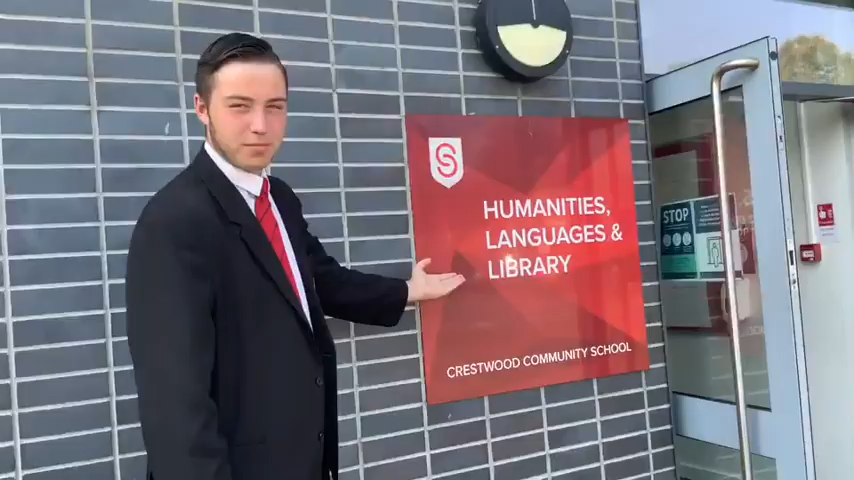 HUMANITIES,
LANGUAGES &
LIBRARY
CRESTWOOD COMMUNITY SCHOOL
STOP